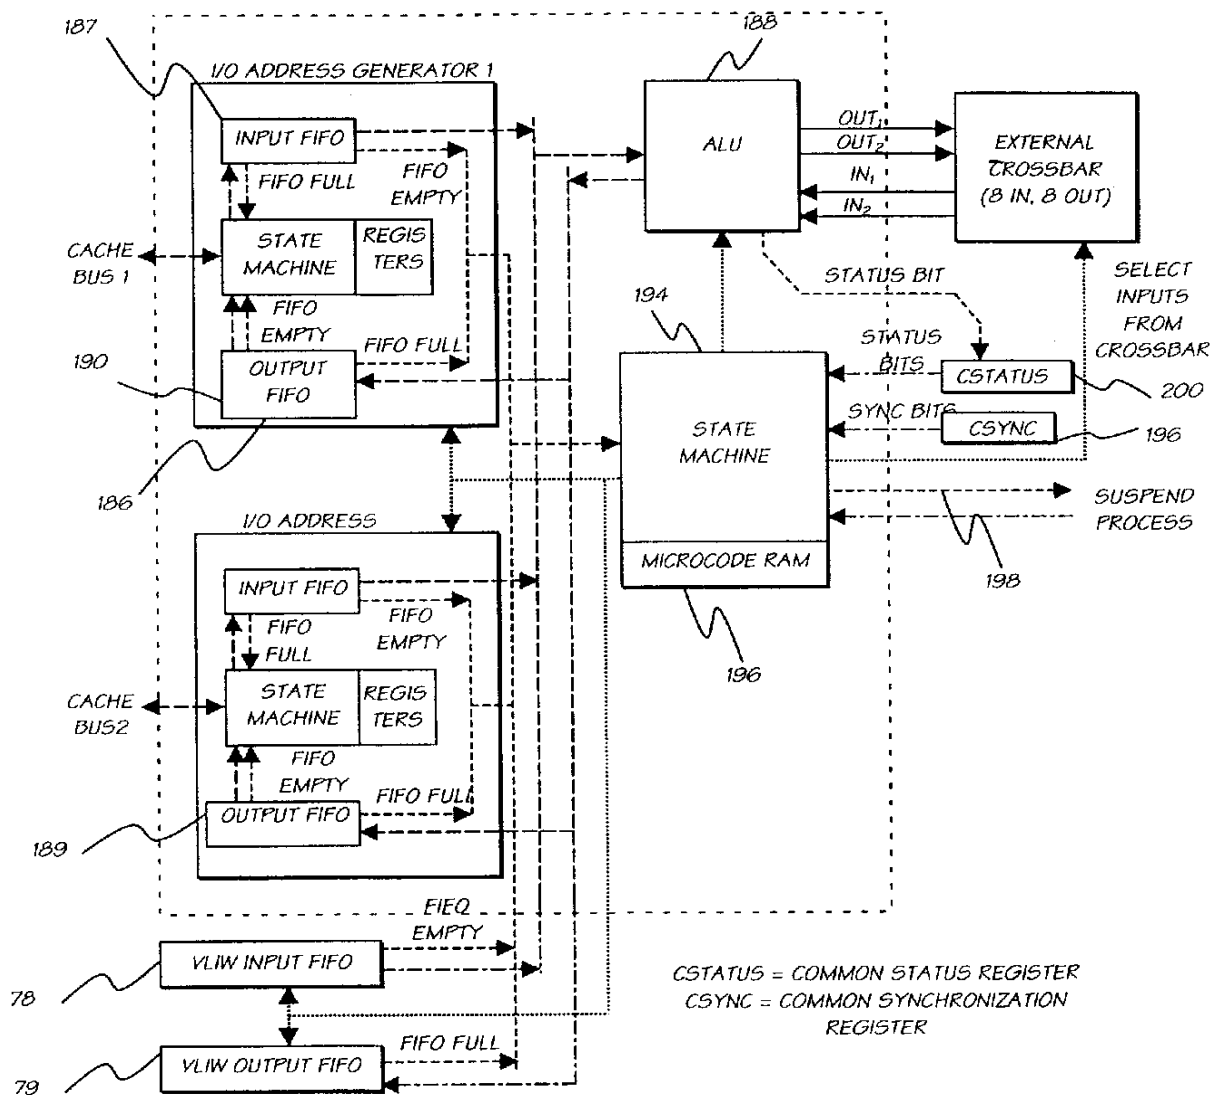 187
188
I/O ADDRESS GENERATOR 1
INPUT FIFO
FIFO FULL
FIFO
EMPTY
CACHE
BUS 1
STATE
MACHINE
REGIS
TERS
FIFO
EMPTY
FIFO FULL
OUTPUT
FIFO
190
186
ALU
OUT1
OUT2
IN1
IN2
EXTERNAL
CROSSBAR
(8 IN, 8 OUT)
STATUS BIT
SELECT
INPUTS
FROM
CROSSBAR
194
STATUS
BITS
CSTATUS
200
SYNC BITS
CSYNC
196
STATE
MACHINE
MICROCODE RAM
196
SUSPEND
PROCESS
198
I/O ADDRESS
INPUT FIFO
FIFO
FULL
FIFO
EMPTY
CACHE
BUS2
STATE
MACHINE
REGIS
TERS
FIFO
EMPTY
FIFO FULL
OUTPUT FIFO
189
FIFO
EMPTY
VLIW INPUT FIFO
78
FIFO FULL
VLIW OUTPUT FIFO
79
CSTATUS = COMMON STATUS REGISTER
CSYNC = COMMON SYNCHRONIZATION
REGISTER